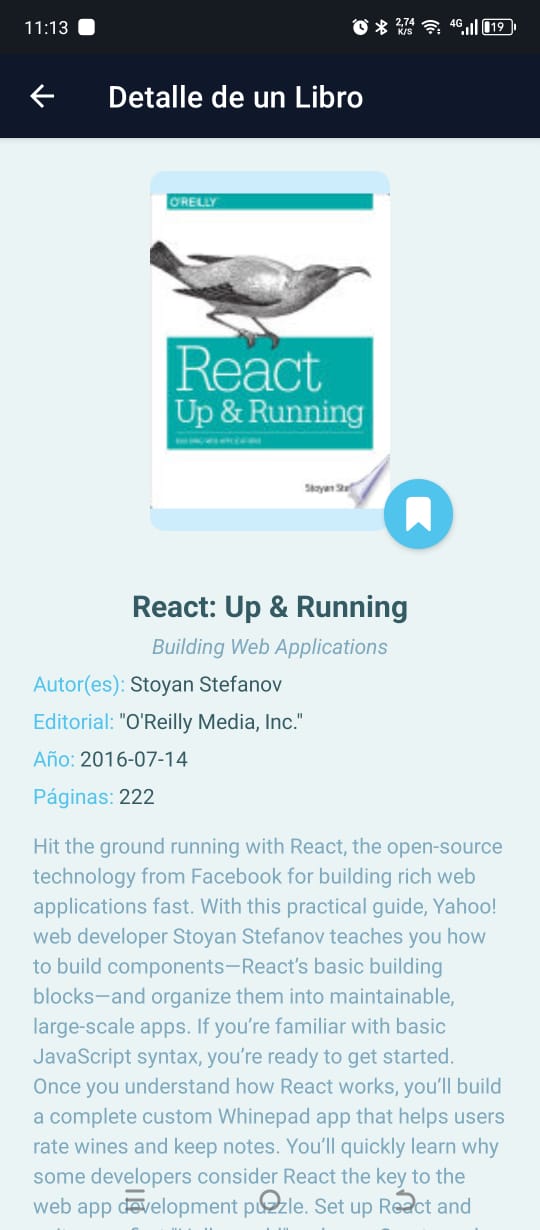 11:13
2,74
K/S
4G
19
Detalle de un Libro
O'REILLY
React
Up & Running
BUILDING WEB APPLICATIONS
Stoyan
React: Up & Running
Building Web Applications
Autor(es): Stoyan Stefanov
Editorial: "O'Reilly Media, Inc."
Año: 2016-07-14
Páginas: 222
Hit the ground running with React, the open-source
technology from Facebook for building rich web
applications fast. With this practical guide, Yahoo!
web developer Stoyan Stefanov teaches you how
to build components—React’s basic building
blocks—and organize them into maintainable,
large-scale apps. If you’re familiar with basic
JavaScript syntax, you’re ready to get started.
Once you understand how React works, you’ll build
a complete custom Whinepad app that helps users
rate wines and keep notes. You’ll quickly learn why
some developers consider React the key to the
web app development puzzle. Set up React and